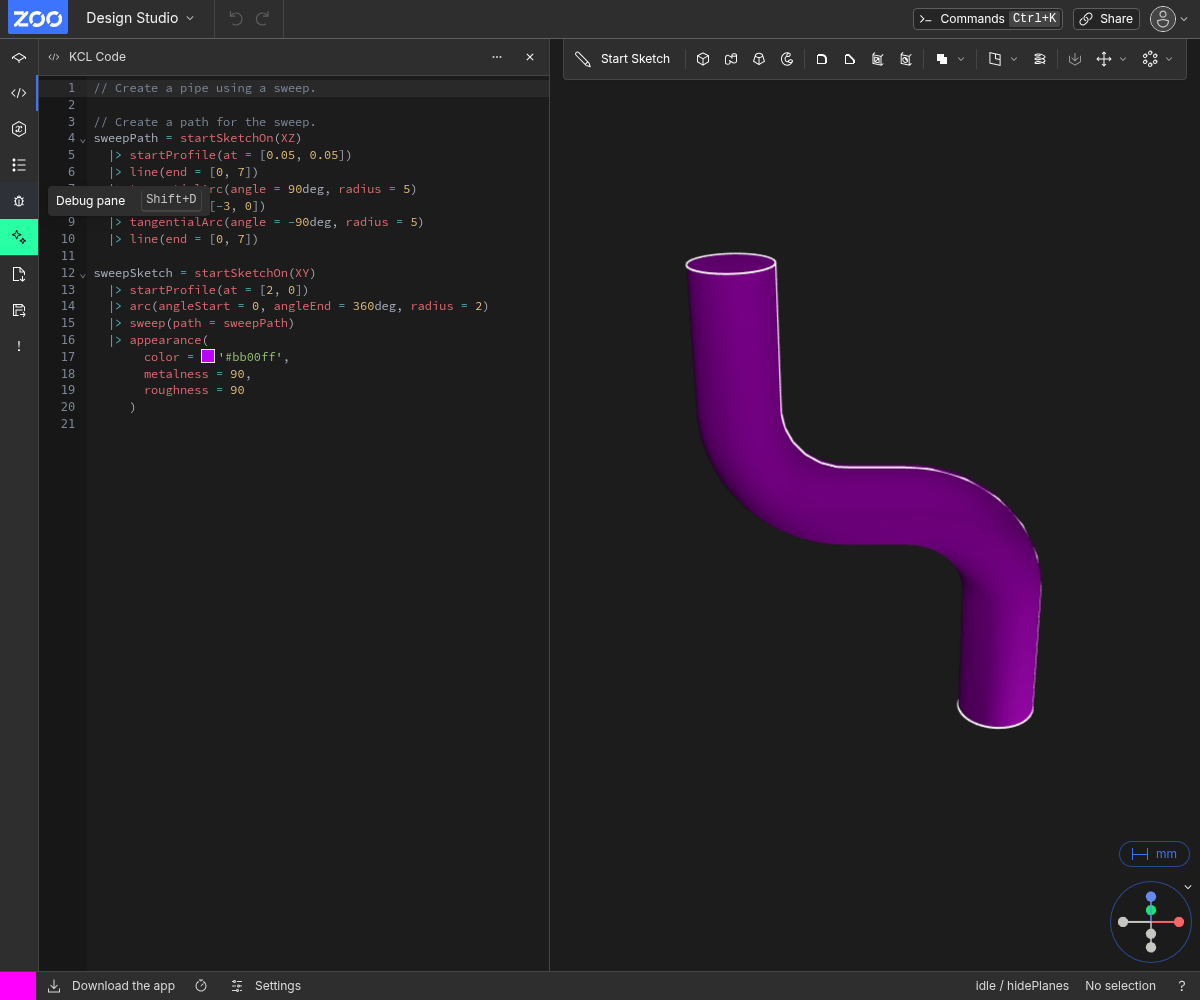 ZOO Design Studio Commands Ctrl+K Share
KCL Code
Start Sketch
1 // Create a pipe using a sweep.
2
3 // Create a path for the sweep.
4 sweepPath = startSketchOn(XZ)
5 |> startProfile(at = [0.05, 0.05])
6 |> line(end = [0, 7])
rc(angle = 90deg, radius = 5)
Debug pane Shift+D
[-3, 0])
9 |> tangentialArc(angle = -90deg, radius = 5)
10 |> line(end = [0, 7])
11
12 sweepSketch = startSketchOn(XY)
13 |> startProfile(at = [2, 0])
14 |> arc(angleStart = 0, angleEnd = 360deg, radius = 2)
15 |> sweep(path = sweepPath)
16 |> appearance(
17 color = '#bb00ff',
18 metalness = 90,
19 roughness = 90
20 )
21
mm
Download the app Settings idle / hidePlanes No selection ?